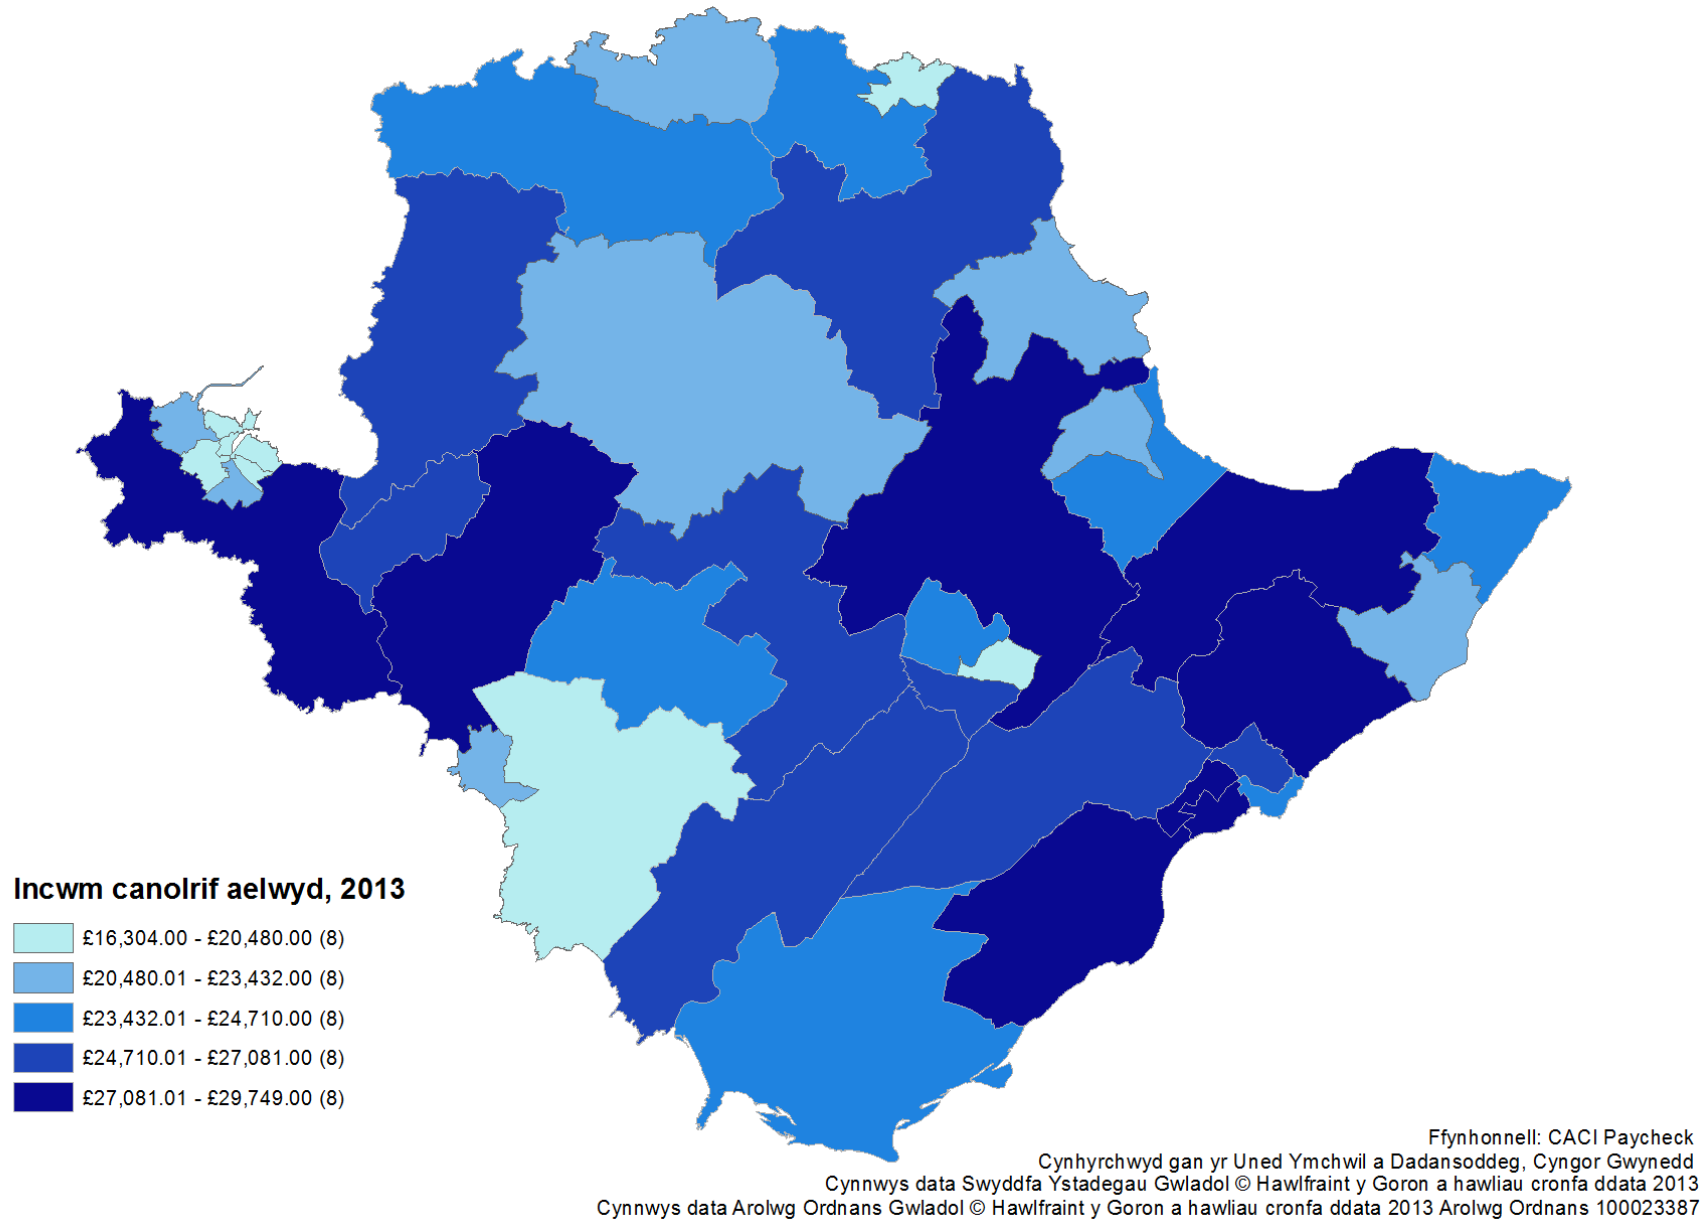 Incwm canolrif aelwyd, 2013
£16,304.00 - £20,480.00 (8)
£20,480.01 - £23,432.00 (8)
£23,432.01 - £24,710.00 (8)
£24,710.01 - £27,081.00 (8)
£27,081.01 - £29,749.00 (8)
Ffynhonnell: CACI Paycheck
Cynhyrchwyd gan yr Uned Ymchwil a Dadansoddeg, Cyngor Gwynedd
Cynnwys data Swyddfa Ystadegau Gwladol © Hawlfraint y Goron a hawliau cronfa ddata 2013
Cynnwys data Arolwg Ordnans Gwladol © Hawlfraint y Goron a hawliau cronfa ddata 2013 Arolwg Ordnans 100023387